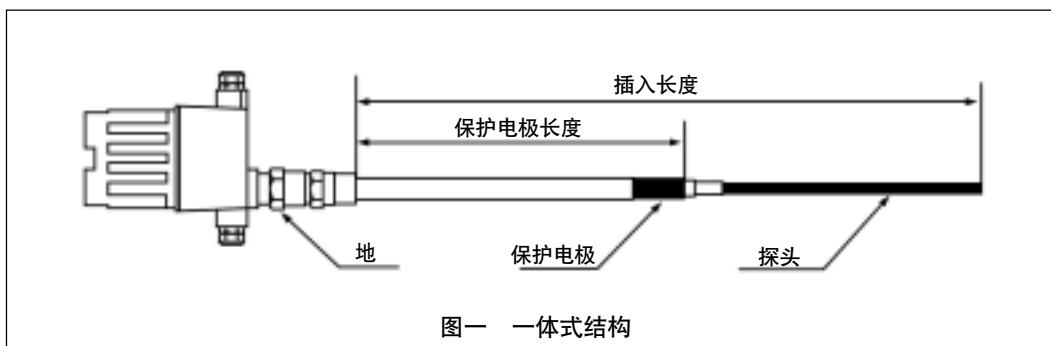 插入长度
保护电极长度
地
保护电极
探头
图一 一体式结构